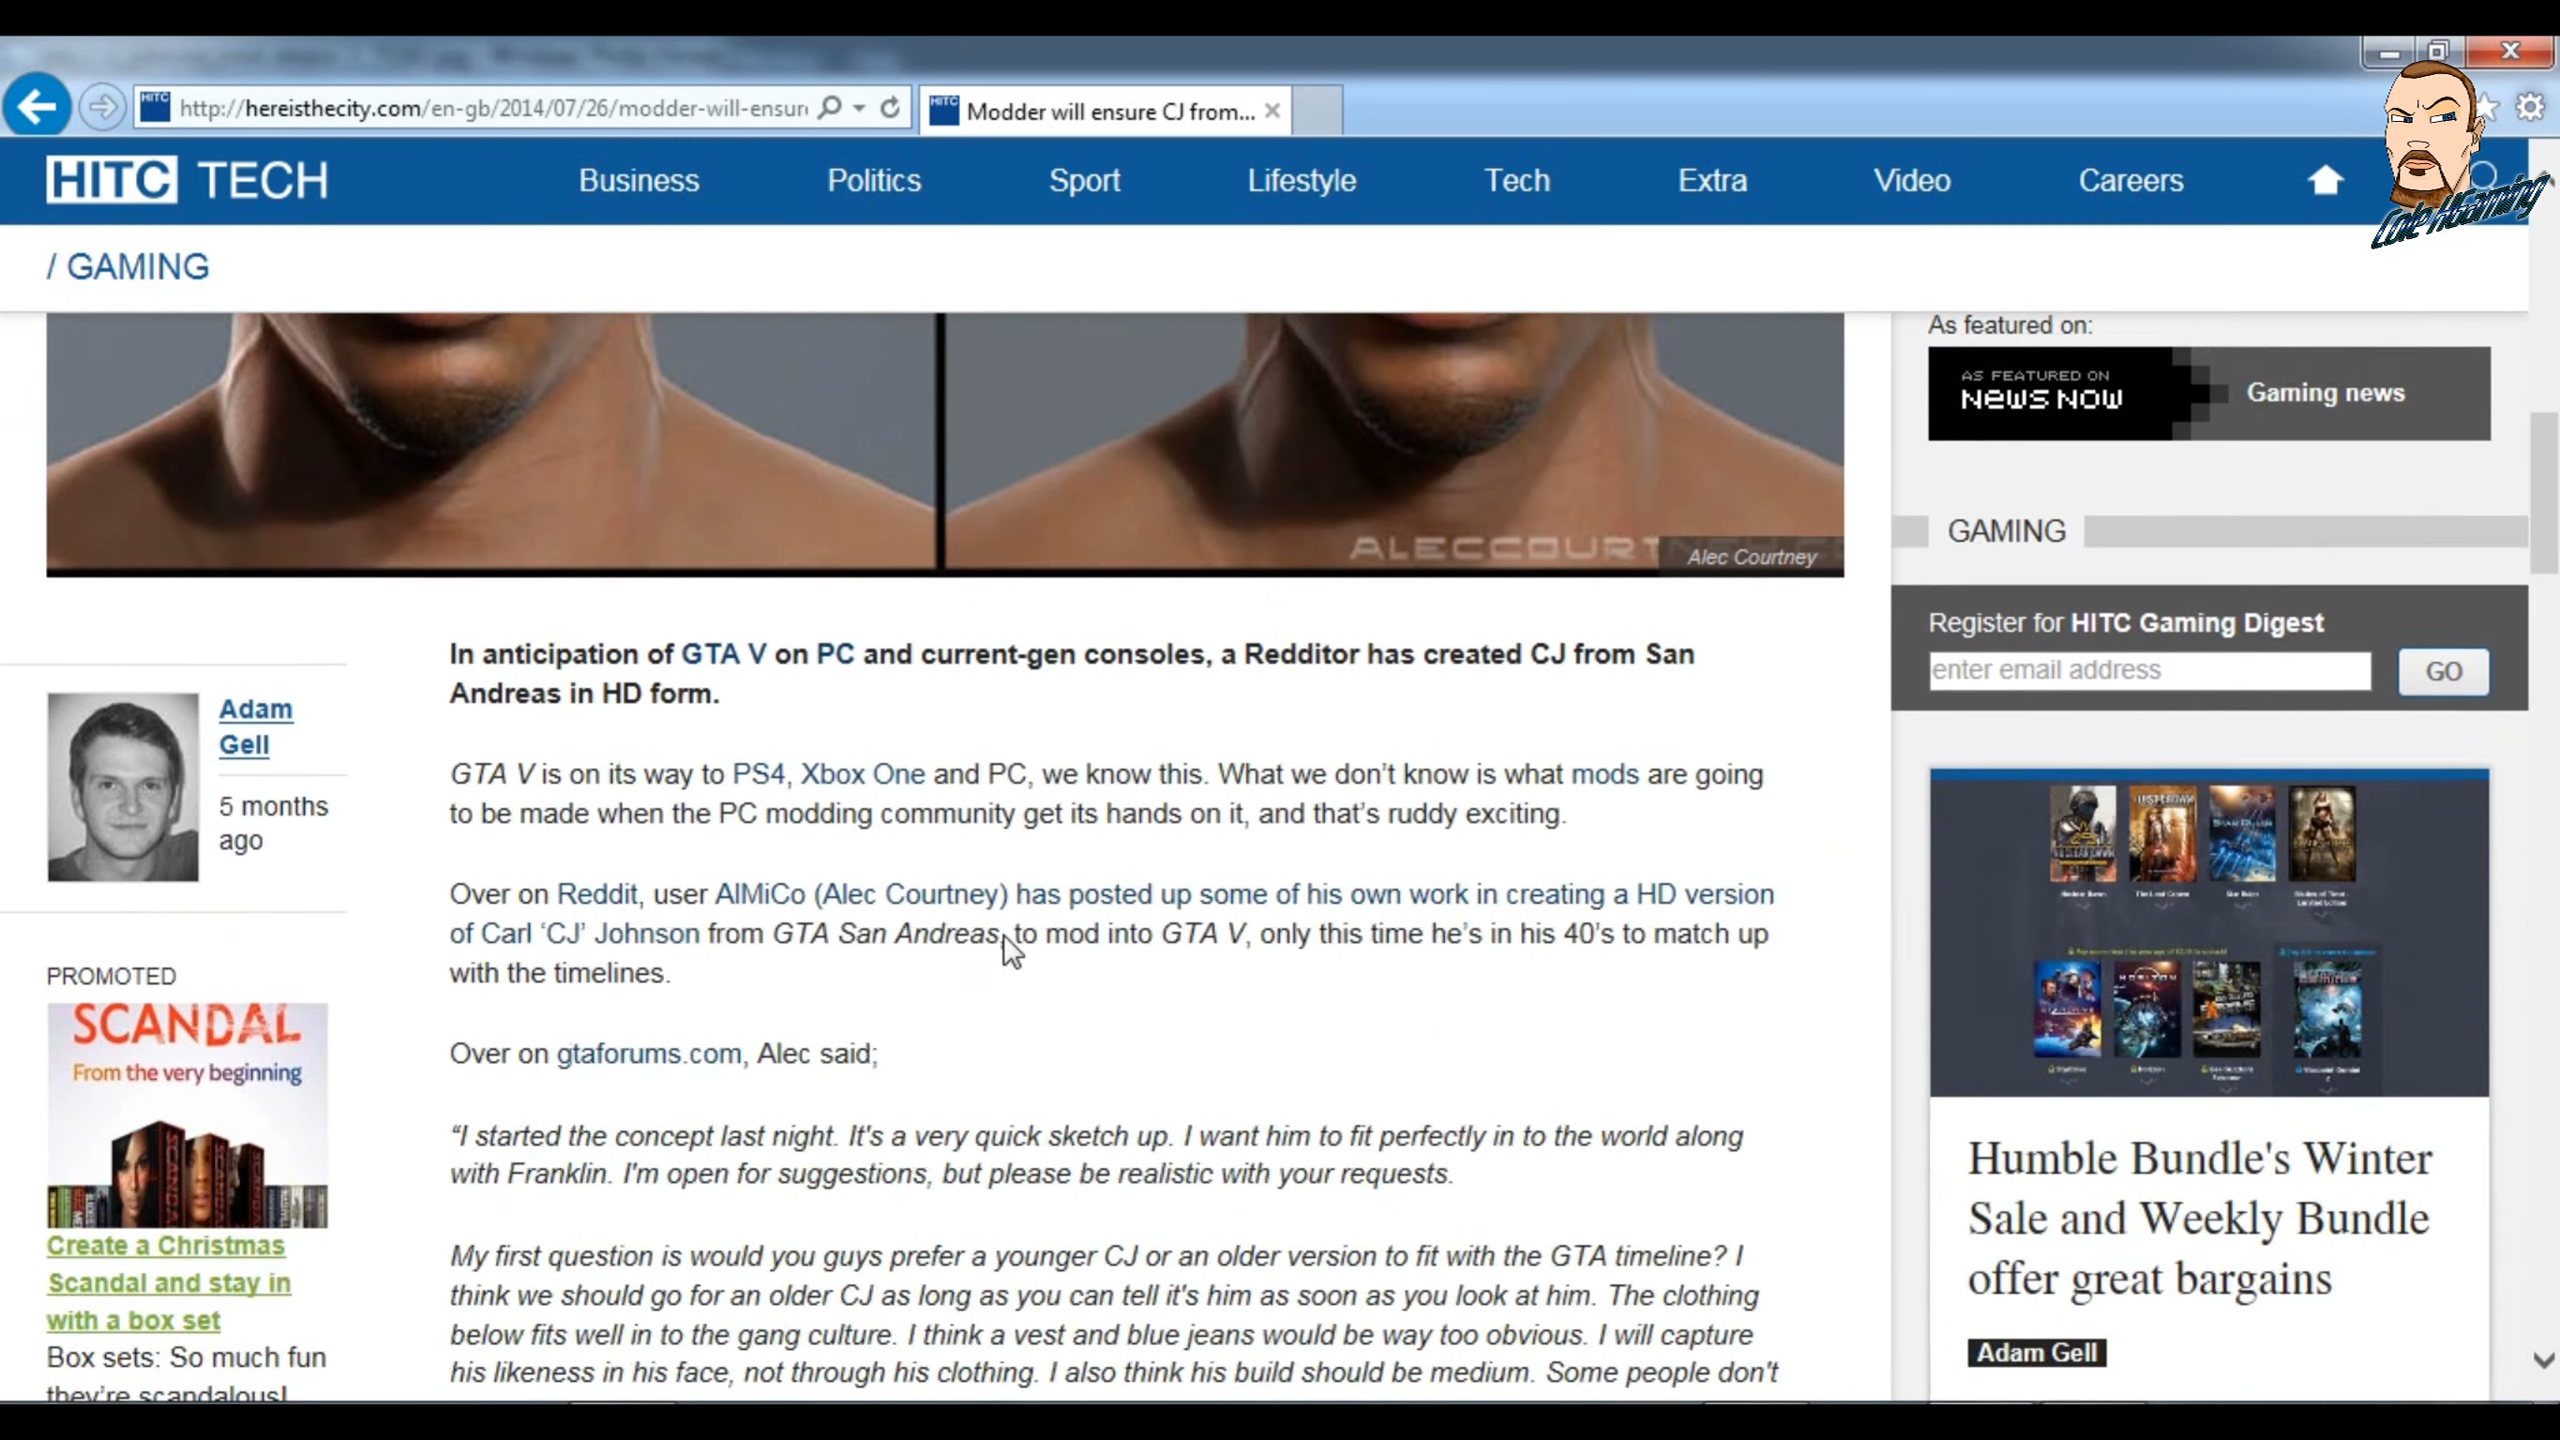 http://hereisthecity.com/en-gb/2014/07/26/modder-will-ensur
HITC
Modder will ensure CJ from...
Cole HGaming
HITC TECH
Business
Politics
Sport
Lifestyle
Tech
Extra
Video
Careers
/ GAMING
ALECCOURT
Alec Courtney
As featured on:
AS FEATURED ON
NEWS NOW
Gaming news
GAMING
Register for HITC Gaming Digest
enter email address
GO
Adam
Gell
5 months
ago
PROMOTED
SCANDAL
From the very beginning
Create a Christmas
Scandal and stay in
with a box set
Box sets: So much fun
they're scandalous!
In anticipation of GTA V on PC and current-gen consoles, a Redditor has created CJ from San
Andreas in HD form.
GTA V is on its way to PS4, Xbox One and PC, we know this. What we don't know is what mods are going
to be made when the PC modding community get its hands on it, and that's ruddy exciting.
Over on Reddit, user AlMiCo (Alec Courtney) has posted up some of his own work in creating a HD version
of Carl 'CJ' Johnson from GTA San Andreas, to mod into GTA V, only this time he's in his 40's to match up
with the timelines.
Over on gtaforums.com, Alec said;
“I started the concept last night. It's a very quick sketch up. I want him to fit perfectly in to the world along
with Franklin. I'm open for suggestions, but please be realistic with your requests.
My first question is would you guys prefer a younger CJ or an older version to fit with the GTA timeline? I
think we should go for an older CJ as long as you can tell it's him as soon as you look at him. The clothing
below fits well in to the gang culture. I think a vest and blue jeans would be way too obvious. I will capture
his likeness in his face, not through his clothing. I also think his build should be medium. Some people don't
Humble Bundle's Winter
Sale and Weekly Bundle
offer great bargains
Adam Gell